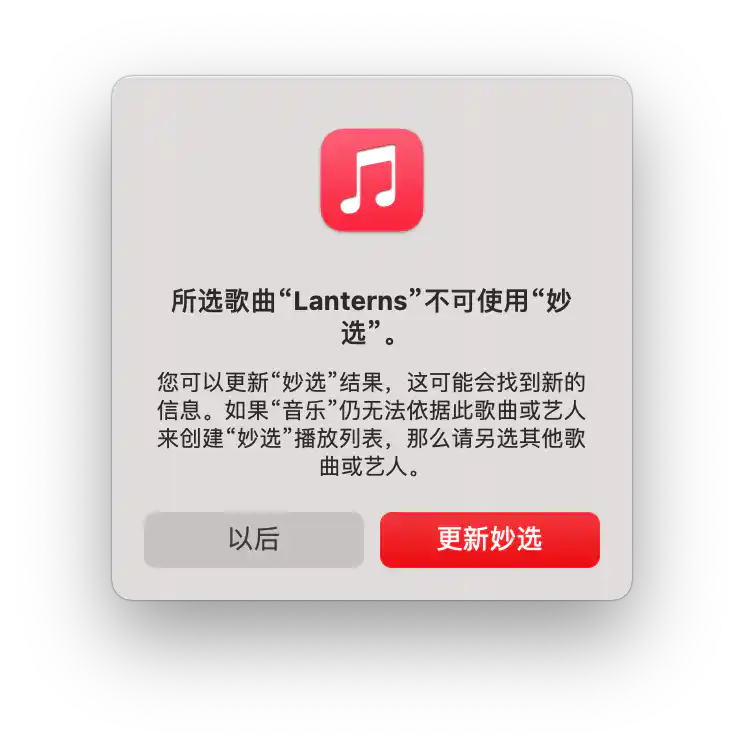 所选歌曲“Lanterns”不可使用“妙
选”。
您可以更新“妙选”结果，这可能会找到新的
信息。如果“音乐”仍无法依据此歌曲或艺人
来创建“妙选”播放列表，那么请另选其他歌
曲或艺人。
以后
更新妙选